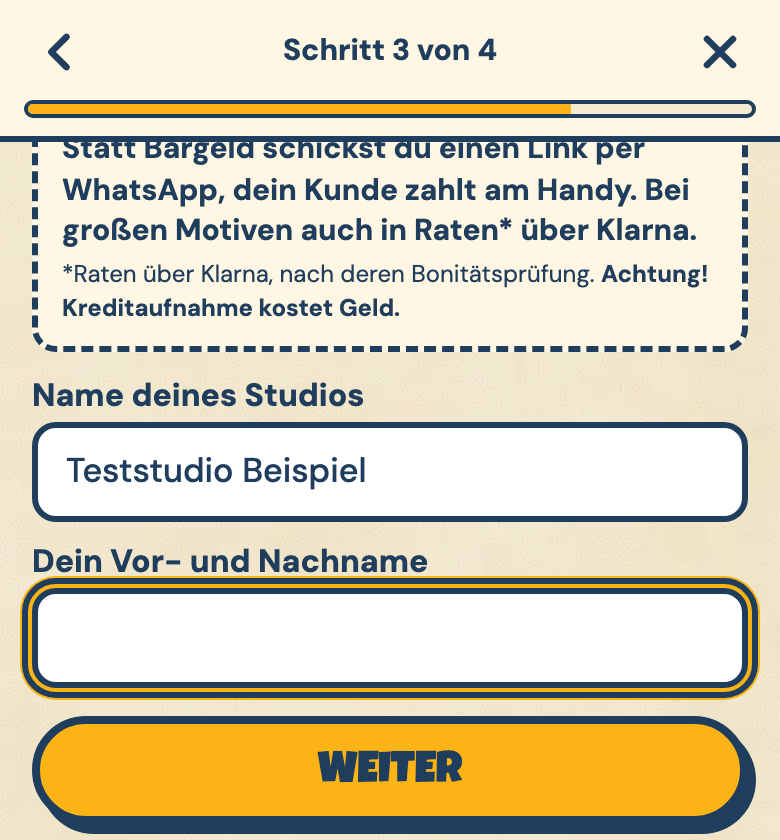 Schritt 3 von 4
Statt Bargeld schickst du einen Link per
WhatsApp, dein Kunde zahlt am Handy. Bei
großen Motiven auch in Raten* über Klarna.
*Raten über Klarna, nach deren Bonitätsprüfung. Achtung!
Kreditaufnahme kostet Geld.
Name deines Studios
Teststudio Beispiel
Dein Vor- und Nachname
WEITER